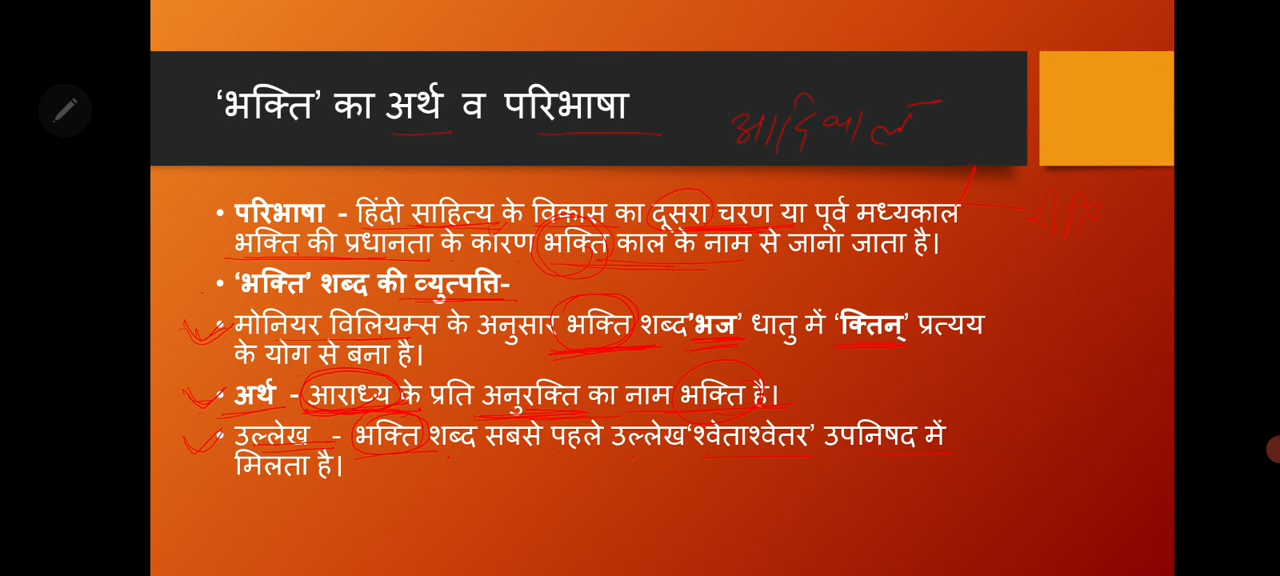 ‘भक्ति’ का अर्थ व परिभाषा
आदिकाल
• परिभाषा - हिंदी साहित्य के विकास का दूसरा चरण या पूर्व मध्यकाल
भक्ति की प्रधानता के कारण भक्ति काल के नाम से जाना जाता है।
• ‘भक्ति’ शब्द की व्युत्पत्ति-
• मोनियर विलियम्स के अनुसार भक्ति शब्द’भज’ धातु में ‘क्तिन्’ प्रत्यय
के योग से बना है।
• अर्थ - आराध्य के प्रति अनुरक्ति का नाम भक्ति है।
• उल्लेख - भक्ति शब्द सबसे पहले उल्लेख‘श्वेताश्वेतर’ उपनिषद में
मिलता है।